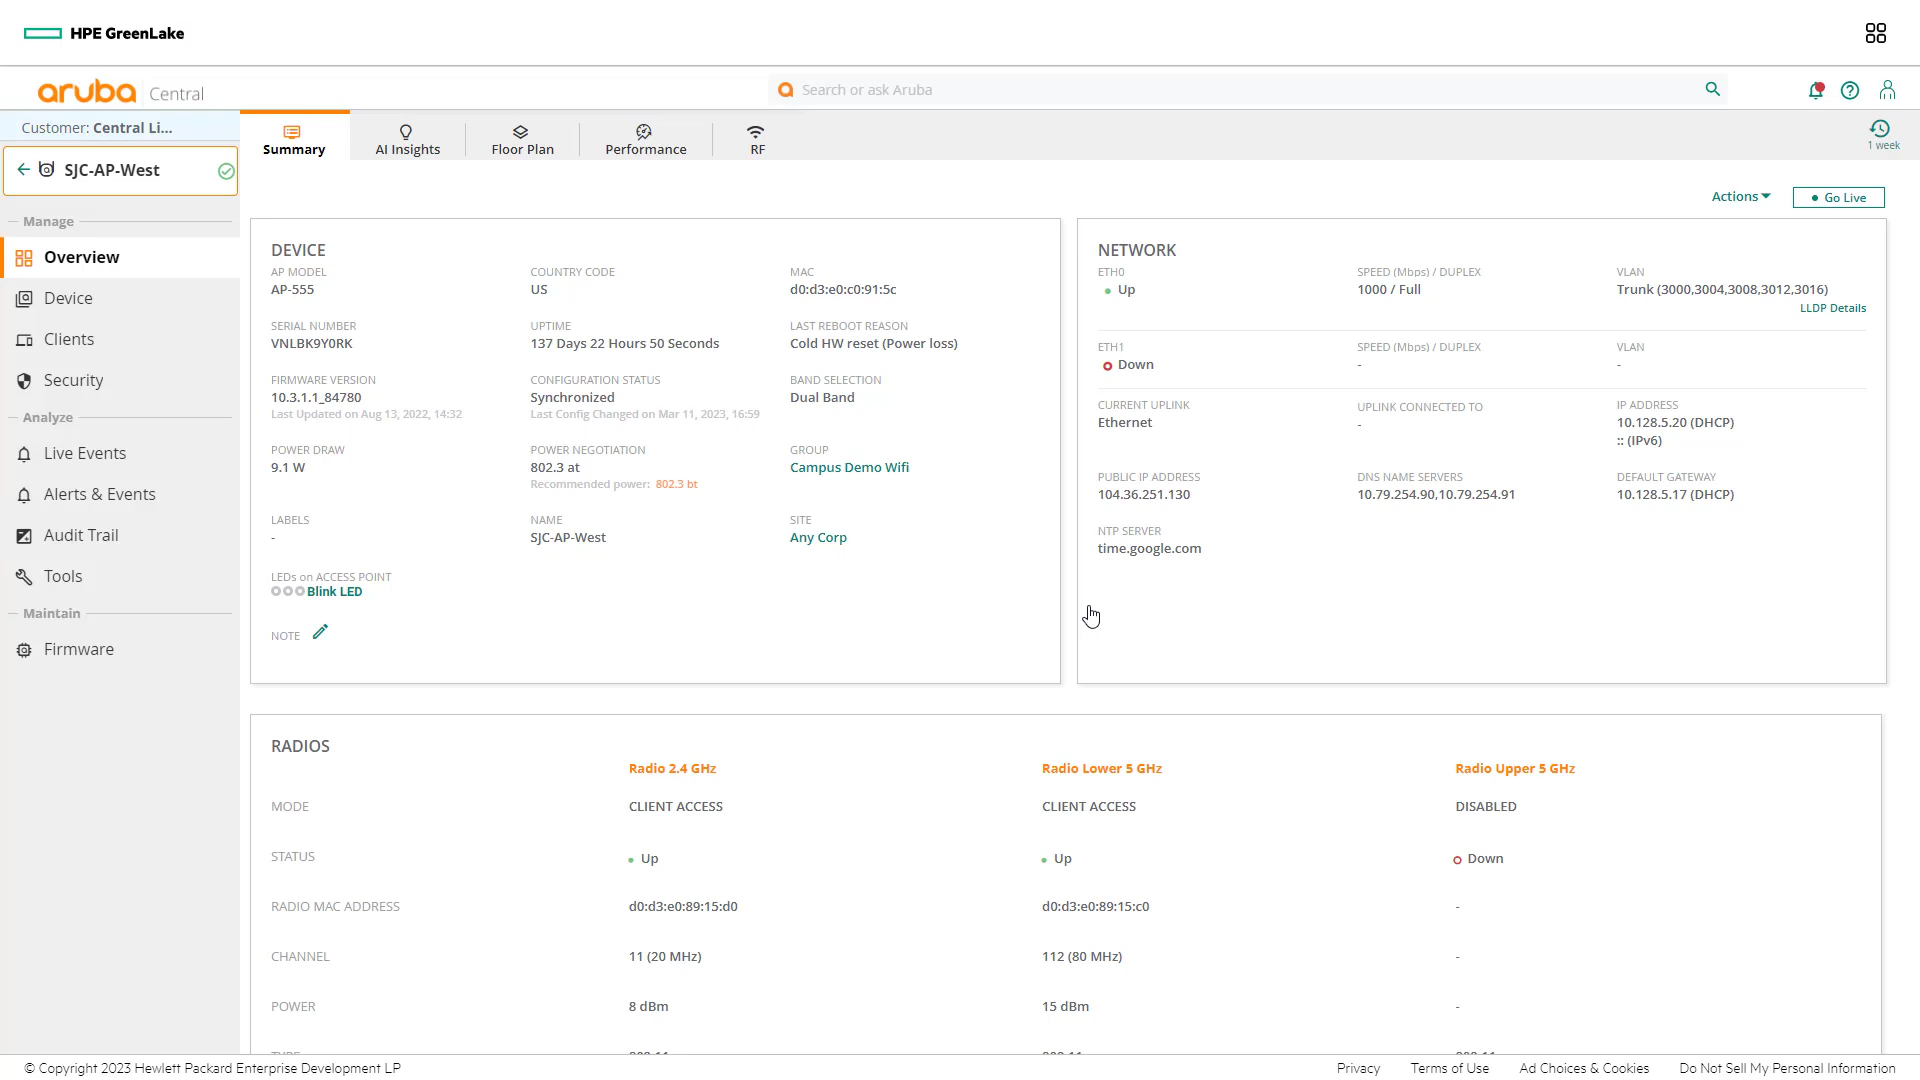 HPE GreenLake
aruba Central
Search or ask Aruba
Customer: Central Li...
Summary
AI Insights
Floor Plan
Performance
RF
1 week
SJC-AP-West
Actions
Go Live
Manage
Overview
Device
Clients
Security
Analyze
Live Events
Alerts & Events
Audit Trail
Tools
Maintain
Firmware
DEVICE
AP MODEL
AP-555
COUNTRY CODE
US
MAC
d0:d3:e0:c0:91:5c
SERIAL NUMBER
VNLBK9Y0RK
UPTIME
137 Days 22 Hours 50 Seconds
LAST REBOOT REASON
Cold HW reset (Power loss)
FIRMWARE VERSION
10.3.1.1_84780
Last Updated on Aug 13, 2022, 14:32
CONFIGURATION STATUS
Synchronized
Last Config Changed on Mar 11, 2023, 16:59
BAND SELECTION
Dual Band
POWER DRAW
9.1 W
POWER NEGOTIATION
802.3 at
Recommended power: 802.3 bt
GROUP
Campus Demo Wifi
LABELS
-
NAME
SJC-AP-West
SITE
Any Corp
LEDs on ACCESS POINT
Blink LED
NOTE
NETWORK
ETH0
Up
SPEED (Mbps) / DUPLEX
1000 / Full
VLAN
Trunk (3000,3004,3008,3012,3016)
LLDP Details
ETH1
Down
SPEED (Mbps) / DUPLEX
-
VLAN
-
CURRENT UPLINK
Ethernet
UPLINK CONNECTED TO
-
IP ADDRESS
10.128.5.20 (DHCP)
:: (IPv6)
PUBLIC IP ADDRESS
104.36.251.130
DNS NAME SERVERS
10.79.254.90,10.79.254.91
DEFAULT GATEWAY
10.128.5.17 (DHCP)
NTP SERVER
time.google.com
RADIOS
Radio 2.4 GHz Radio Lower 5 GHz Radio Upper 5 GHz
MODE CLIENT ACCESS CLIENT ACCESS DISABLED
STATUS Up Up Down
RADIO MAC ADDRESS d0:d3:e0:89:15:d0 d0:d3:e0:89:15:c0 -
CHANNEL 11 (20 MHz) 112 (80 MHz) -
POWER 8 dBm 15 dBm -
© Copyright 2023 Hewlett Packard Enterprise Development LP
Privacy
Terms of Use
Ad Choices & Cookies
Do Not Sell My Personal Information